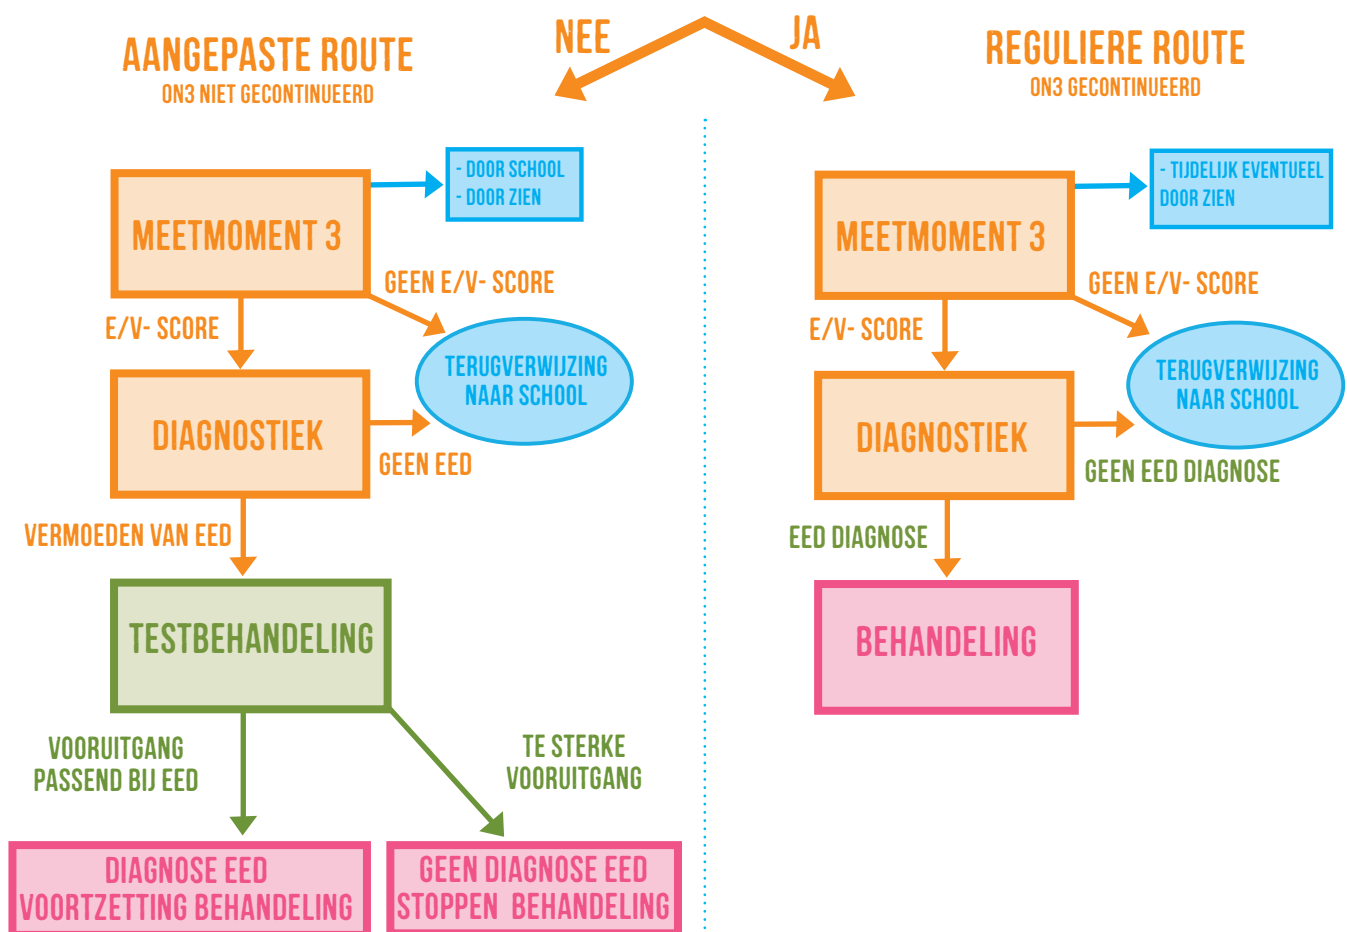 NEE
JA
AANGEPASTE ROUTE
ON3 NIET GECONTINUEERD
REGULIERE ROUTE
ON3 GECONTINUEERD
MEETMOMENT 3
- DOOR SCHOOL
- DOOR ZIEN
GEEN E/V- SCORE
E/V- SCORE
TERUGVERWIJZING
NAAR SCHOOL
DIAGNOSTIEK
GEEN EED
VERMOEDEN VAN EED
TESTBEHANDELING
VOORUITGANG
PASSEND BIJ EED
TE STERKE
VOORUITGANG
DIAGNOSE EED
VOORTZETTING BEHANDELING
GEEN DIAGNOSE EED
STOPPEN BEHANDELING
MEETMOMENT 3
- TIJDELIJK EVENTUEEL
DOOR ZIEN
GEEN E/V- SCORE
E/V- SCORE
TERUGVERWIJZING
NAAR SCHOOL
DIAGNOSTIEK
GEEN EED DIAGNOSE
EED DIAGNOSE
BEHANDELING